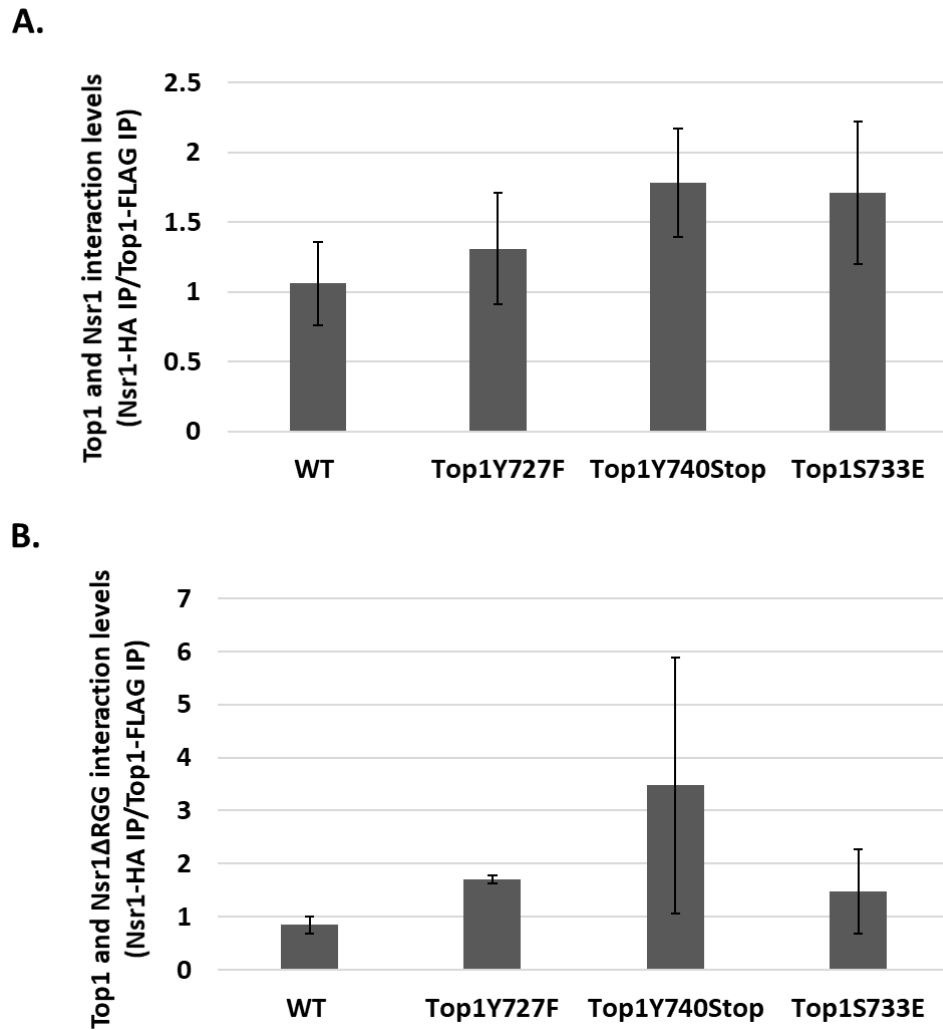 A.
Top1 and Nsr1 interaction levels
(Nsr1-HA IP/Top1-FLAG IP)
2.5
2
1.5
1
0.5
0
WT Top1Y727F Top1Y740Stop Top1S733E
B.
Top1 and Nsr1ΔRGG interaction levels
(Nsr1-HA IP/Top1-FLAG IP)
7
6
5
4
3
2
1
0
WT Top1Y727F Top1Y740Stop Top1S733E